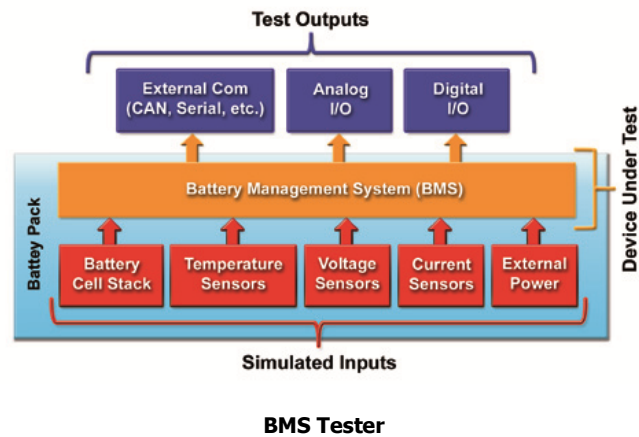 Test Outputs
External Com
(CAN, Serial, etc.)
Analog
I/O
Digital
I/O
Battery Management System (BMS)
Device Under Test
Battey Pack
Battery
Cell Stack
Temperature
Sensors
Voltage
Sensors
Current
Sensors
External
Power
Simulated Inputs
BMS Tester